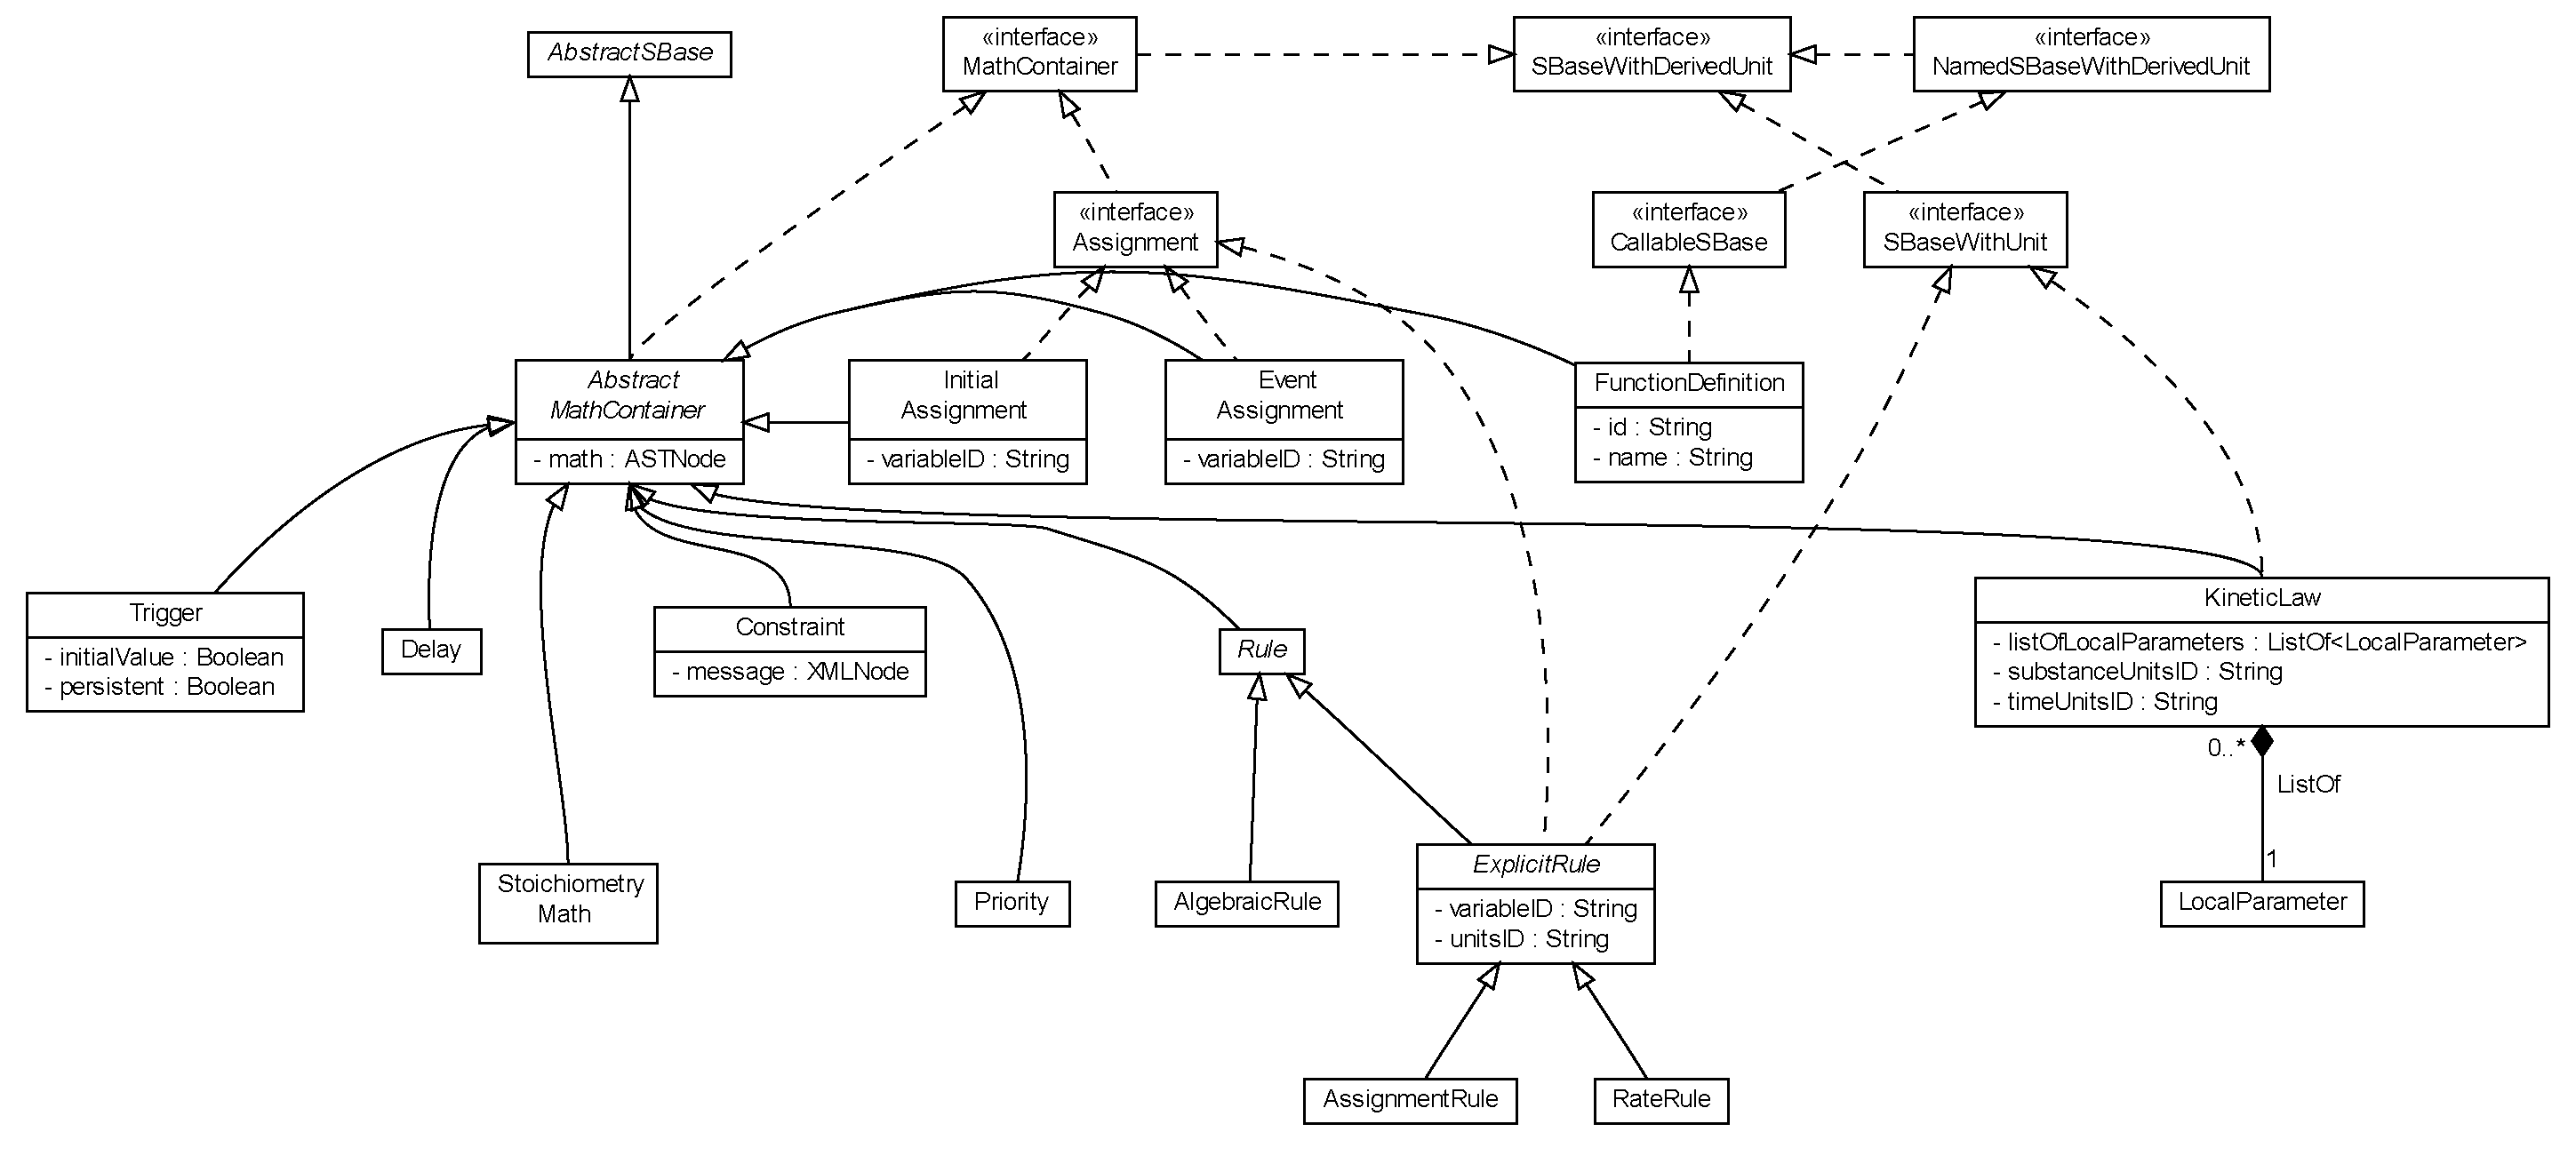 AbstractSBase
«interface»
MathContainer
«interface»
SBaseWithDerivedUnit
«interface»
NamedSBaseWithDerivedUnit
«interface»
Assignment
«interface»
CallableSBase
«interface»
SBaseWithUnit
Abstract
MathContainer
- math : ASTNode
Initial
Assignment
- variableID : String
Event
Assignment
- variableID : String
FunctionDefinition
- id : String
- name : String
Trigger
- initialValue : Boolean
- persistent : Boolean
Delay
Constraint
- message : XMLNode
Rule
KineticLaw
- listOfLocalParameters : ListOf<LocalParameter>
- substanceUnitsID : String
- timeUnitsID : String
0..*
ListOf
1
Stoichiometry
Math
Priority
AlgebraicRule
ExplicitRule
- variableID : String
- unitsID : String
LocalParameter
AssignmentRule
RateRule